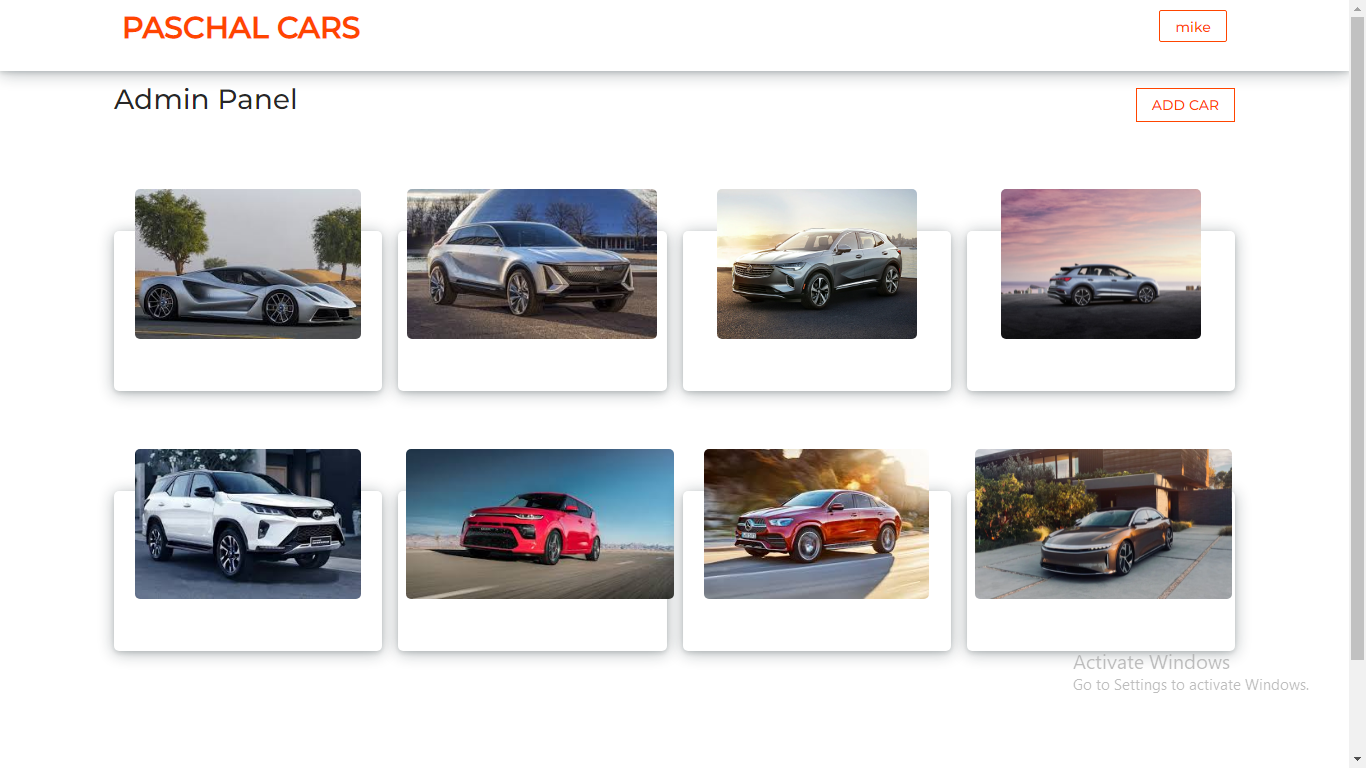 PASCHAL CARS
mike
Admin Panel
ADD CAR
Activate Windows
Go to Settings to activate Windows.